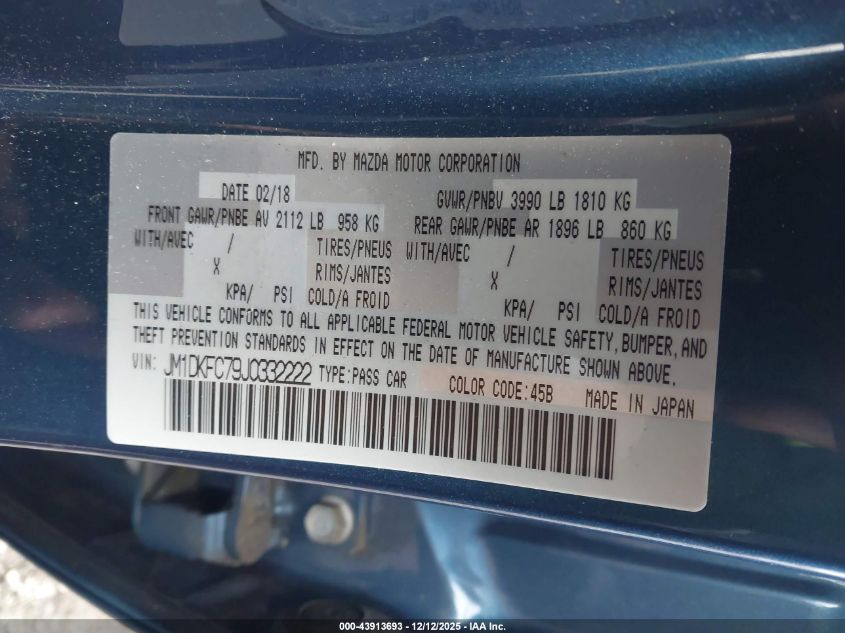 MFD. BY MAZDA MOTOR CORPORATION
DATE 02/18 GVWR/PNBV 3990 LB 1810 KG
FRONT GAWR/PNBE AV 2112 LB 958 KG REAR GAWR/PNBE AR 1896 LB 860 KG
WITH/AVEC / TIRES/PNEUS WITH/AVEC / TIRES/PNEUS
X RIMS/JANTES X RIMS/JANTES
KPA/ PSI COLD/A FROID KPA/ PSI COLD/A FROID
THIS VEHICLE CONFORMS TO ALL APPLICABLE FEDERAL MOTOR VEHICLE SAFETY, BUMPER, AND
THEFT PREVENTION STANDARDS IN EFFECT ON THE DATE OF MANUFACTURE SHOWN ABOVE.
VIN: JM1DKFC79J0332222 TYPE:PASS CAR COLOR CODE:45B MADE IN JAPAN
000-43913693 - 12/12/2025 - IAA Inc.